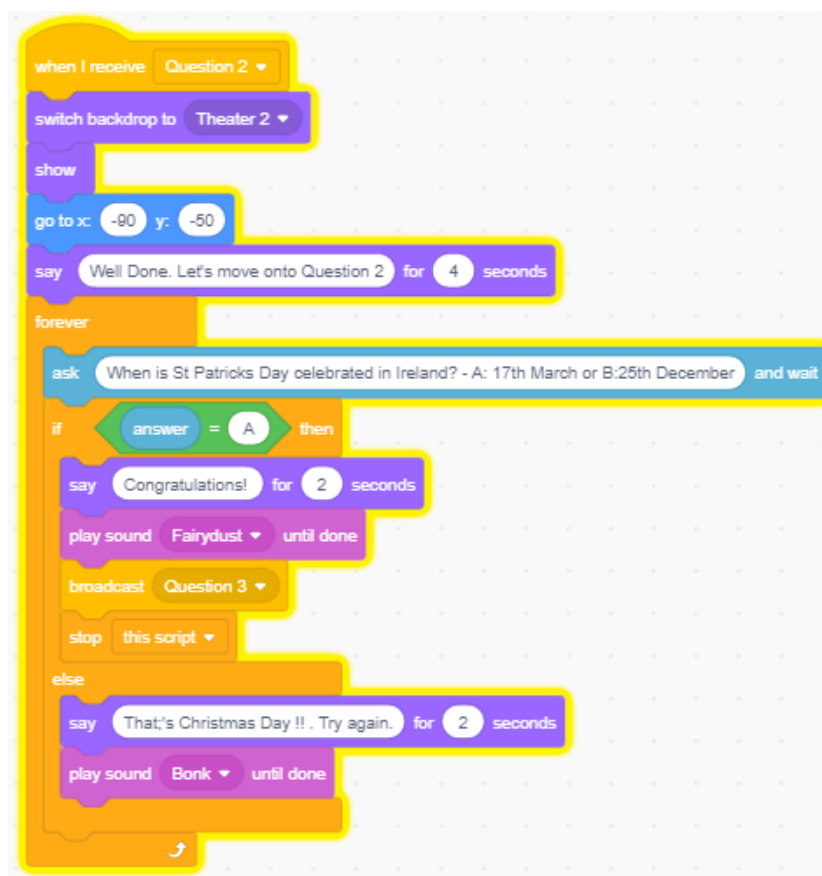 when I receive Question 2
switch backdrop to Theater 2
show
go to x: -90 y: -50
say Well Done. Let's move onto Question 2 for 4 seconds
forever
ask When is St Patricks Day celebrated in Ireland? - A: 17th March or B:25th December and wait
if answer = A then
say Congratulations! for 2 seconds
play sound Fairydust until done
broadcast Question 3
stop this script
else
say That;'s Christmas Day !! . Try again. for 2 seconds
play sound Bonk until done